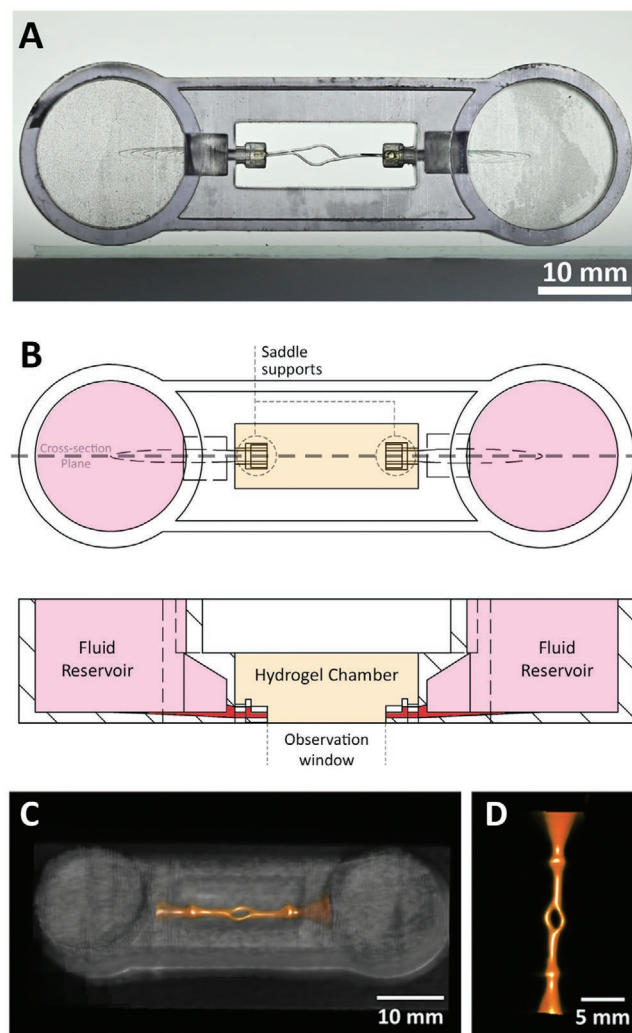 A
10 mm
B
Saddle
supports
Cross-section
Plane
Fluid
Reservoir
Hydrogel Chamber
Fluid
Reservoir
Observation
window
C
10 mm
D
5 mm